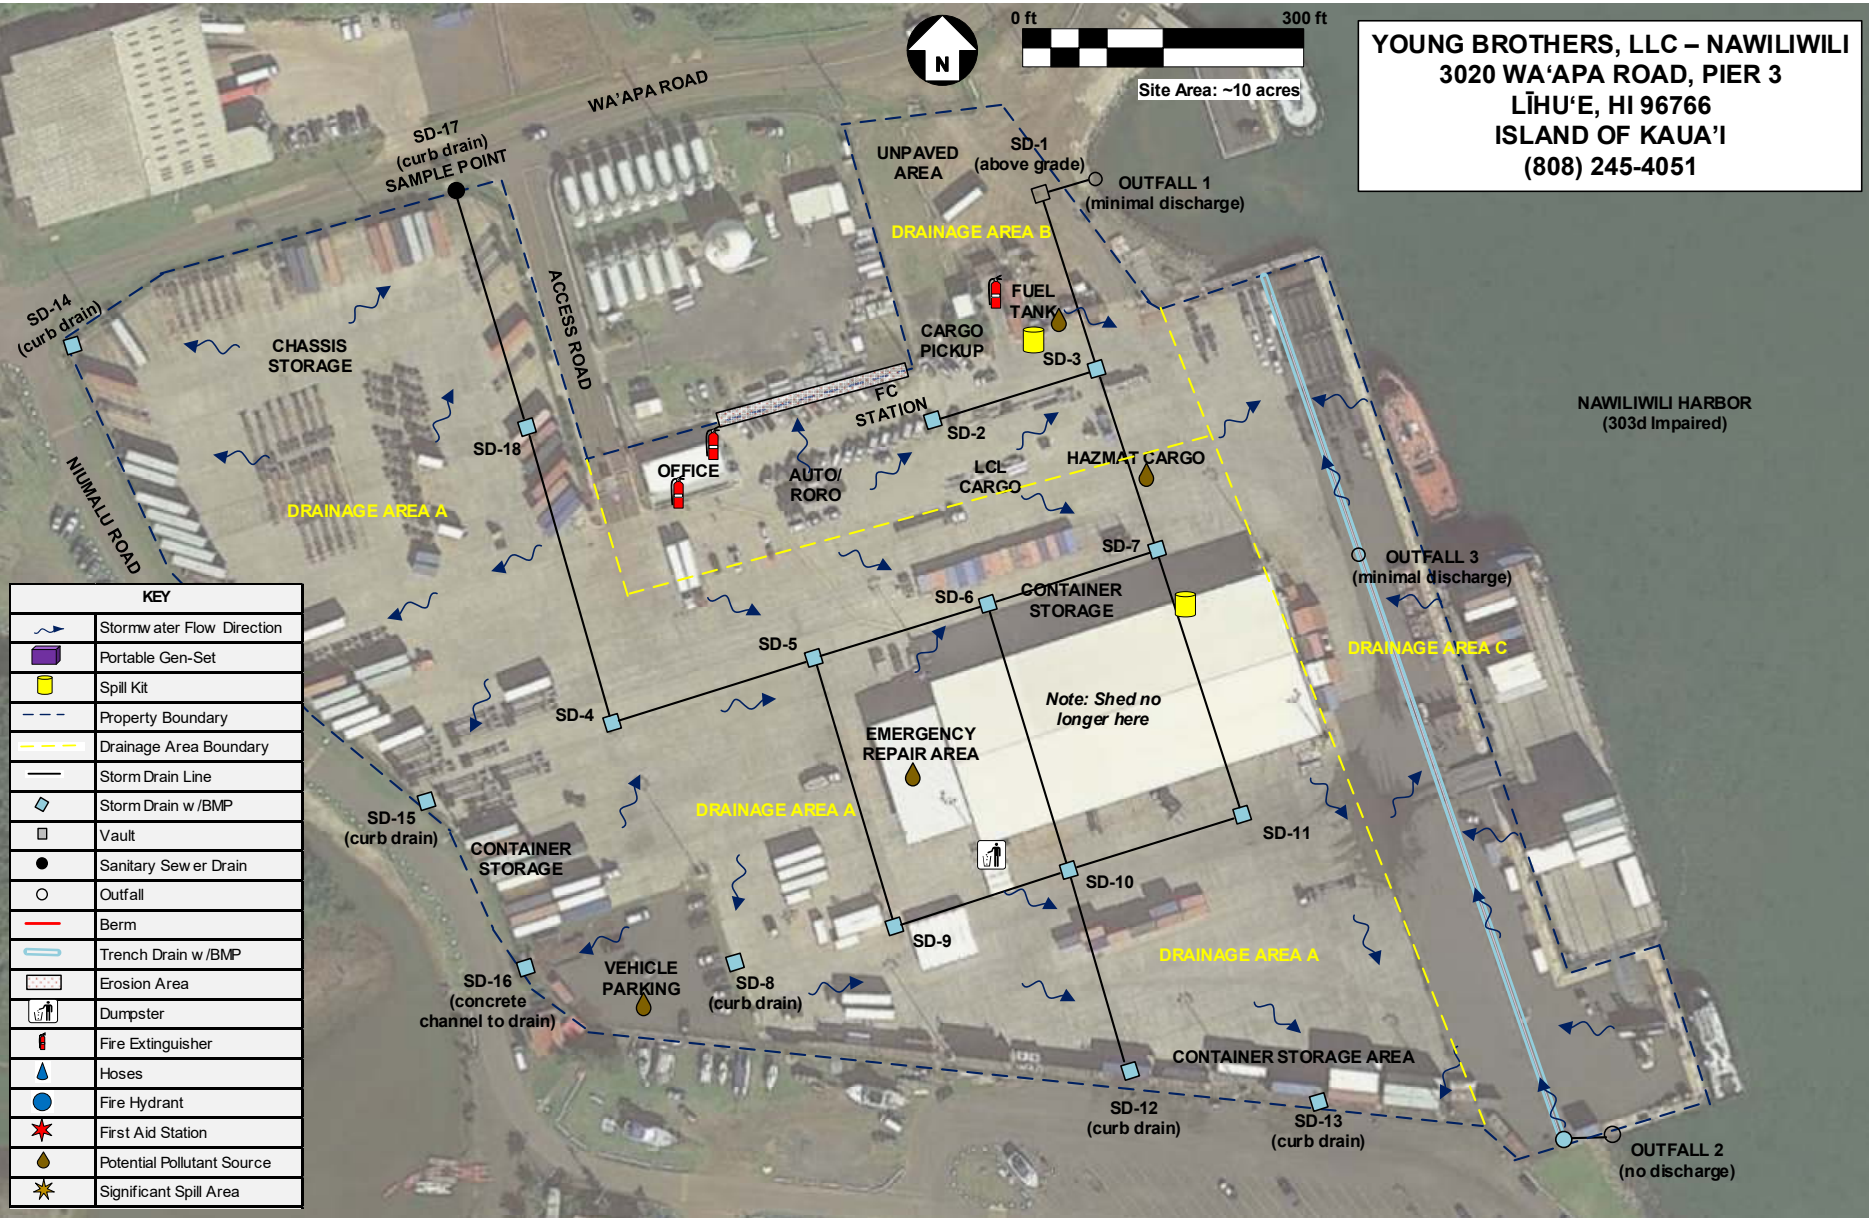 0 ft
300 ft
N
Site Area: ~10 acres
YOUNG BROTHERS, LLC – NAWILIWILI
3020 WA‘APA ROAD, PIER 3
LĪHU‘E, HI 96766
ISLAND OF KAUA’I
(808) 245-4051
WA’APA ROAD
SD-17
(curb drain)
SAMPLE POINT
UNPAVED
AREA
SD-1
(above grade)
OUTFALL 1
(minimal discharge)
DRAINAGE AREA B
ACCESS ROAD
SD-14
(curb drain)
CHASSIS
STORAGE
FUEL
TANK
CARGO
PICKUP
SD-3
FC
STATION
SD-2
NAWILIWILI HARBOR
(303d Impaired)
SD-18
OFFICE
AUTO/
RORO
LCL
CARGO
HAZMAT CARGO
NIUMALU ROAD
DRAINAGE AREA A
SD-7
OUTFALL 3
(minimal discharge)
SD-6
CONTAINER
STORAGE
SD-5
DRAINAGE AREA C
SD-4
Note: Shed no
longer here
EMERGENCY
REPAIR AREA
DRAINAGE AREA A
SD-15
(curb drain)
CONTAINER
STORAGE
SD-11
SD-10
SD-9
DRAINAGE AREA A
VEHICLE
PARKING
SD-16
(concrete
channel to drain)
SD-8
(curb drain)
CONTAINER STORAGE AREA
SD-12
(curb drain)
SD-13
(curb drain)
OUTFALL 2
(no discharge)
KEY
Stormwater Flow Direction
Portable Gen-Set
Spill Kit
Property Boundary
Drainage Area Boundary
Storm Drain Line
Storm Drain w/BMP
Vault
Sanitary Sewer Drain
Outfall
Berm
Trench Drain w/BMP
Erosion Area
Dumpster
Fire Extinguisher
Hoses
Fire Hydrant
First Aid Station
Potential Pollutant Source
Significant Spill Area